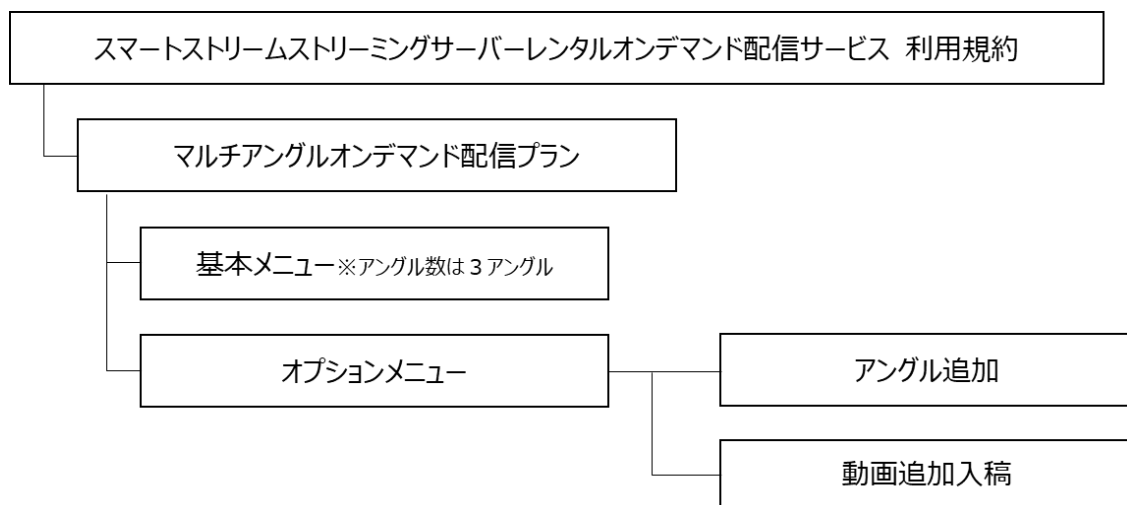 スマートストリームストリーミングサーバーレンタルオンデマンド配信サービス 利用規約
マルチアングルオンデマンド配信プラン
基本メニュー※アングル数は３アングル
オプションメニュー
アングル追加
動画追加入稿